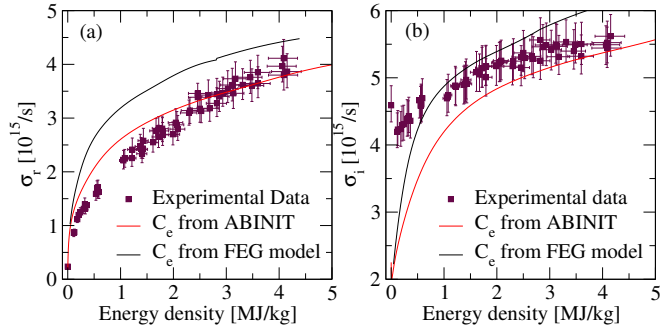 (a)
5
4
3
2
1
0
σr [10^15/s]
Experimental Data
Ce from ABINIT
Ce from FEG model
0 1 2 3 4 5
Energy density [MJ/kg]
(b)
6
5
4
3
2
σi [10^15/s]
Experimental data
Ce from ABINIT
Ce from FEG model
0 1 2 3 4 5
Energy density [MJ/kg]